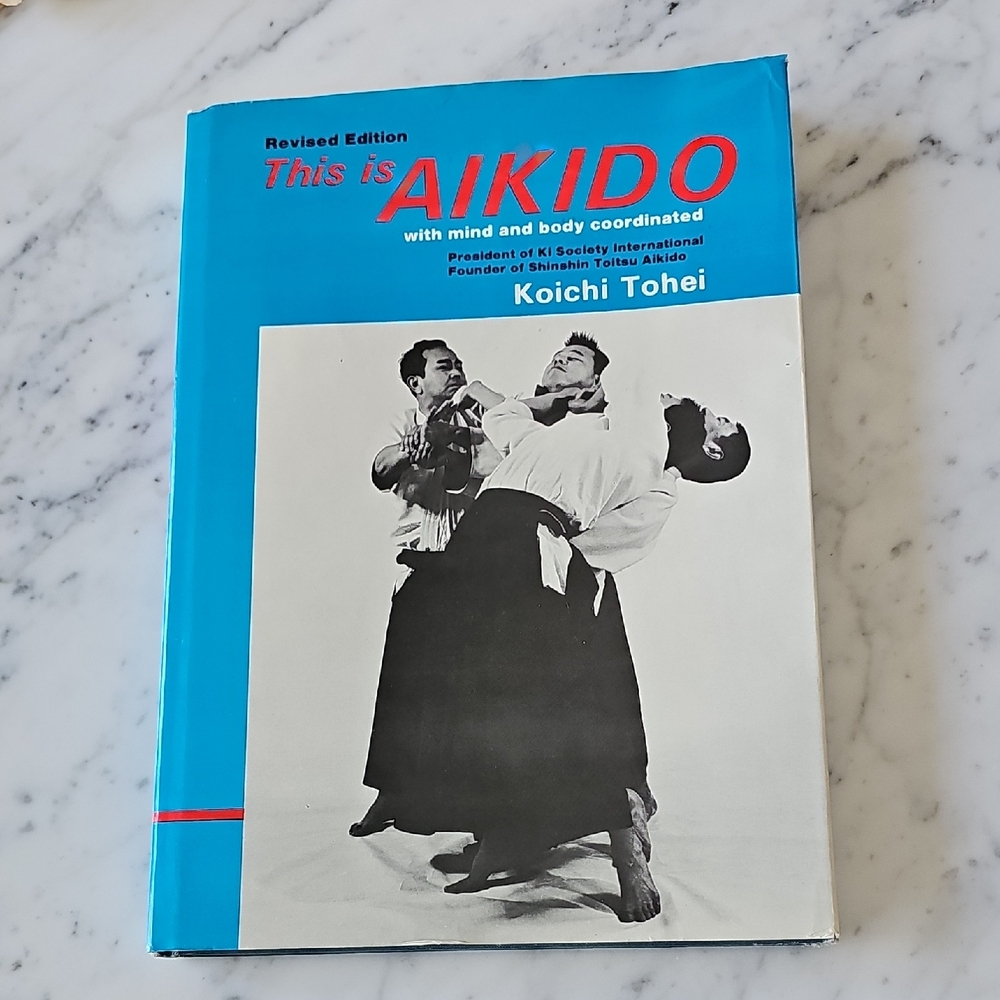 Revised Edition
This is AIKIDO
with mind and body coordinated
President of Ki Society International
Founder of Shinshin Toitsu Aikido
Koichi Tohei